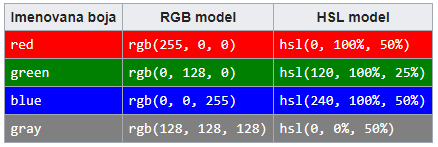 Imenovana boja RGB model HSL model
red rgb(255, 0, 0) hsl(0, 100%, 50%)
green rgb(0, 128, 0) hsl(120, 100%, 25%)
blue rgb(0, 0, 255) hsl(240, 100%, 50%)
gray rgb(128, 128, 128) hsl(0, 0%, 50%)